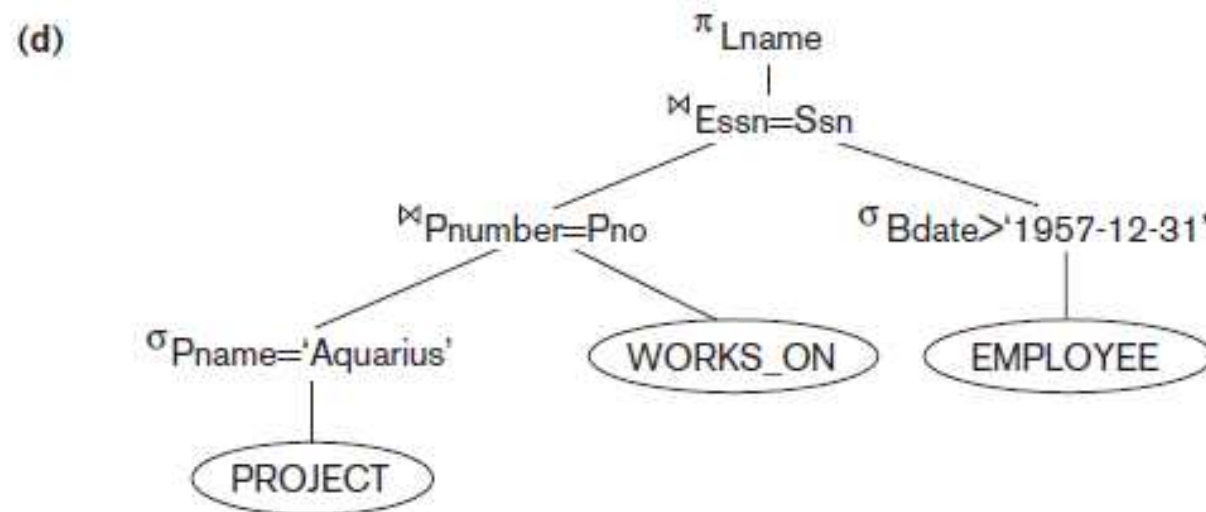 (d)
π Lname
⋈ Essn=Ssn
⋈ Pnumber=Pno
σ Bdate>‘1957-12-31’
σ Pname=‘Aquarius’
WORKS_ON
EMPLOYEE
PROJECT